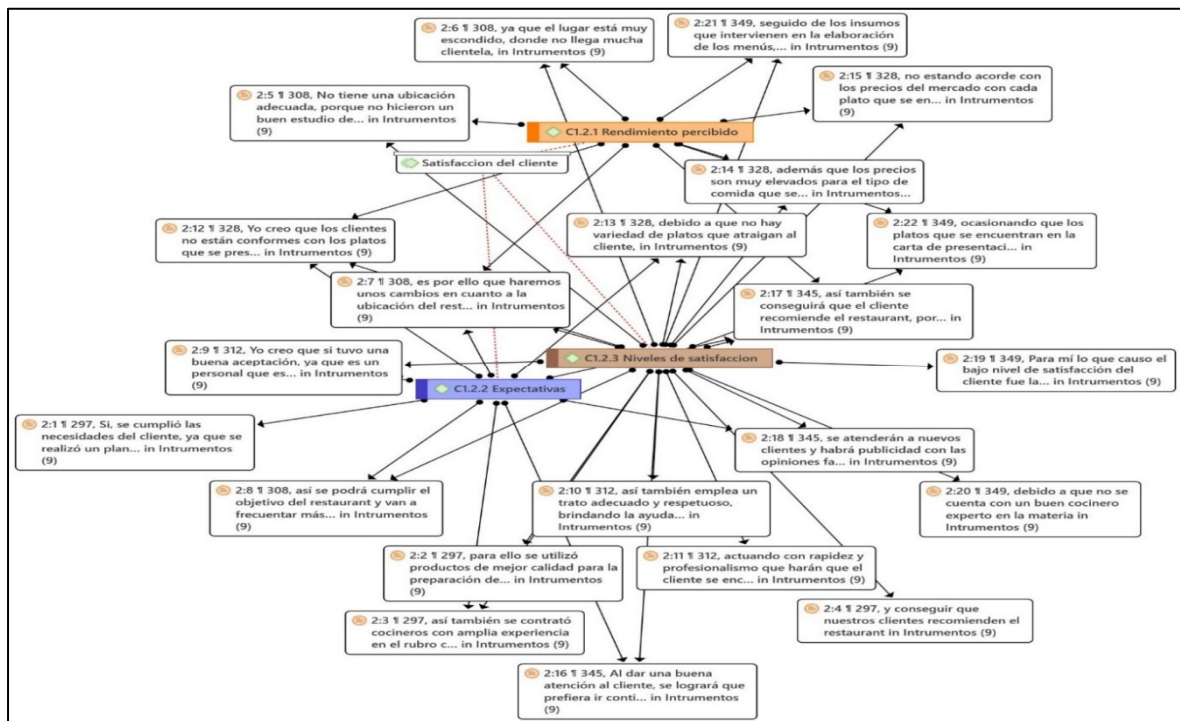 2:6 ¶ 308, ya que el lugar está muy
escondido, donde no llega mucha
clientela, in Intrumentos (9)
2:21 ¶ 349, seguido de los insumos
que intervienen en la elaboración
de los menús,... in Intrumentos (9)
2:15 ¶ 328, no estando acorde con
los precios del mercado con cada
plato que se en... in Intrumentos
(9)
2:5 ¶ 308, No tiene una ubicación
adecuada, porque no hicieron un
buen estudio de... in Intrumentos
(9)
C1.2.1 Rendimiento percibido
Satisfaccion del cliente
2:14 ¶ 328, además que los precios
son muy elevados para el tipo de
comida que se... in Intrumentos...
2:12 ¶ 328, Yo creo que los clientes
no están conformes con los platos
que se pres... in Intrumentos (9)
2:13 ¶ 328, debido a que no hay
variedad de platos que atraigan al
cliente, in Intrumentos (9)
2:22 ¶ 349, ocasionando que los
platos que se encuentran en la
carta de presentaci... in
Intrumentos (9)
2:7 ¶ 308, es por ello que haremos
unos cambios en cuanto a la
ubicación del rest... in Intrumentos
(9)
2:17 ¶ 345, así también se
conseguirá que el cliente
recomiende el restaurant, por... in
Intrumentos (9)
2:9 ¶ 312, Yo creo que si tuvo una
buena aceptación, ya que es un
personal que es... in Intrumentos
(9)
C1.2.3 Niveles de satisfaccion
2:19 ¶ 349, Para mí lo que causo el
bajo nivel de satisfacción del
cliente fue la... in Intrumentos (9)
C1.2.2 Expectativas
2:1 ¶ 297, Si, se cumplió las
necesidades del cliente, ya que se
realizó un plan... in Intrumentos
(9)
2:18 ¶ 345, se atenderán a nuevos
clientes y habrá publicidad con las
opiniones fa... in Intrumentos (9)
2:8 ¶ 308, así se podrá cumplir el
objetivo del restaurant y van a
frecuentar más... in Intrumentos
(9)
2:10 ¶ 312, así también emplea un
trato adecuado y respetuoso,
brindando la ayuda... in
Intrumentos (9)
2:20 ¶ 349, debido a que no se
cuenta con un buen cocinero
experto en la materia in
Intrumentos (9)
2:2 ¶ 297, para ello se utilizó
productos de mejor calidad para la
preparación de... in Intrumentos
(9)
2:11 ¶ 312, actuando con rapidez y
profesionalismo que harán que el
cliente se enc... in Intrumentos (9)
2:4 ¶ 297, y conseguir que
nuestros clientes recomienden el
restaurant in Intrumentos (9)
2:3 ¶ 297, así también se contrató
cocineros con amplia experiencia
en el rubro c... in Intrumentos (9)
2:16 ¶ 345, Al dar una buena
atención al cliente, se logrará que
prefiera ir conti... in Intrumentos
(9)